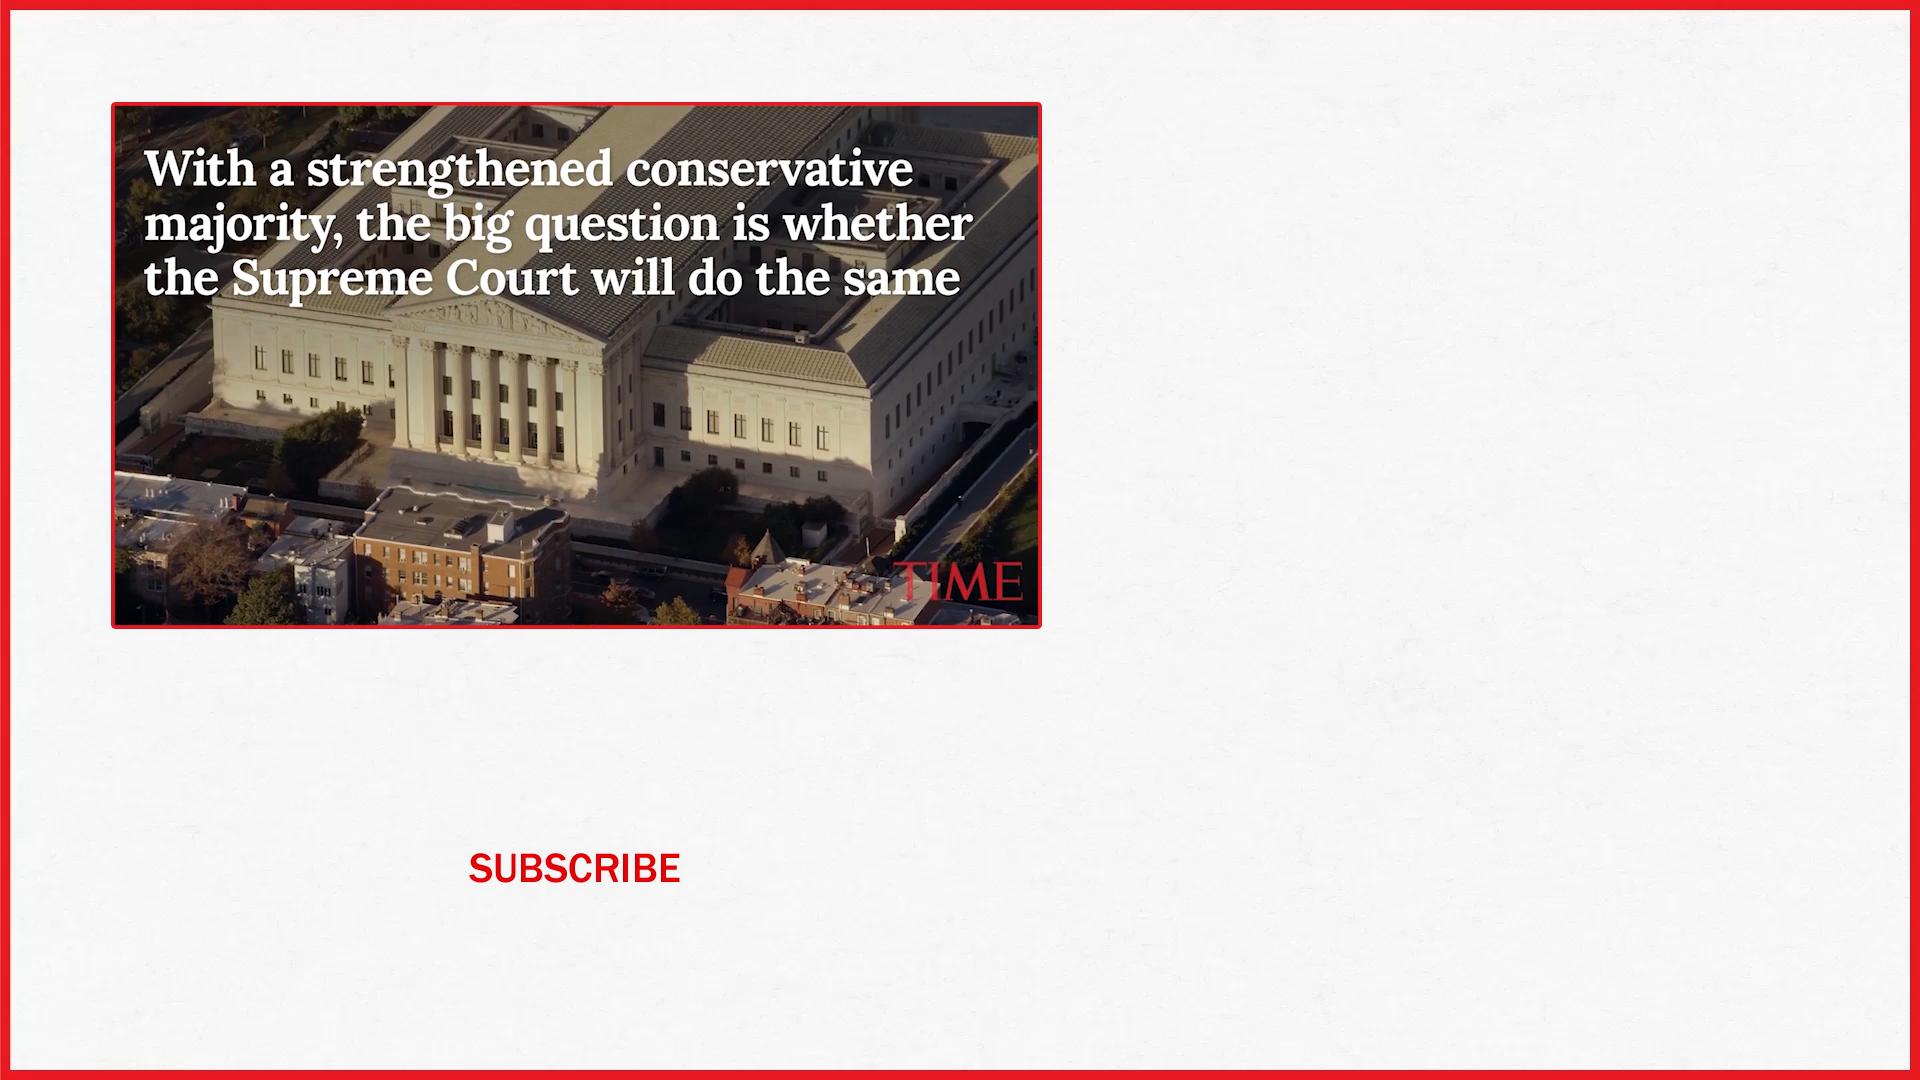 With a strengthened conservative
majority, the big question is whether
the Supreme Court will do the same
TIME
SUBSCRIBE